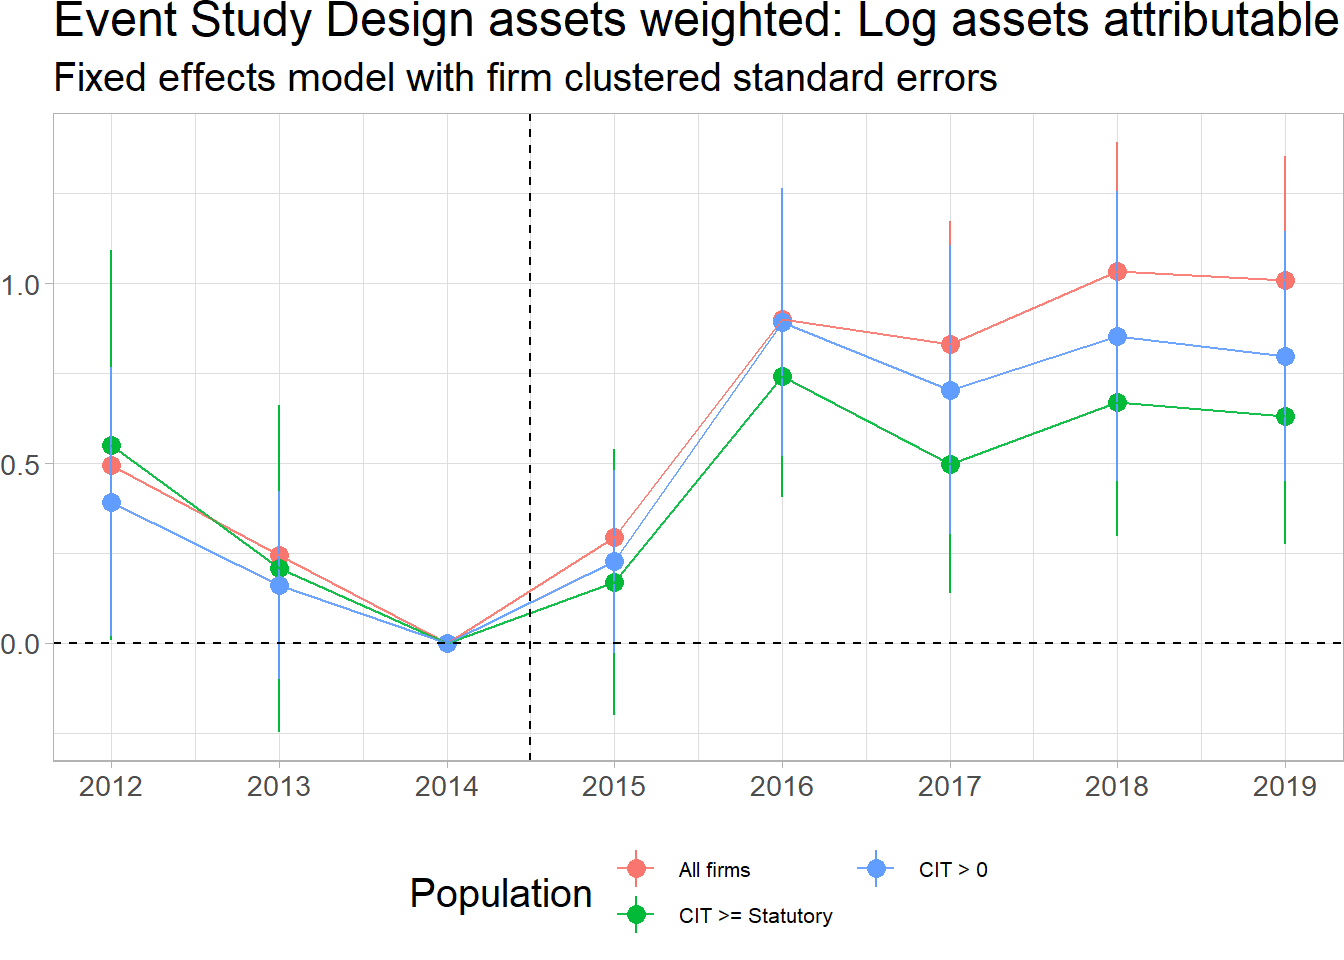 Event Study Design assets weighted: Log assets attributable
Fixed effects model with firm clustered standard errors
1.0
0.5
0.0
2012 2013 2014 2015 2016 2017 2018 2019
Population
All firms
CIT > 0
CIT >= Statutory